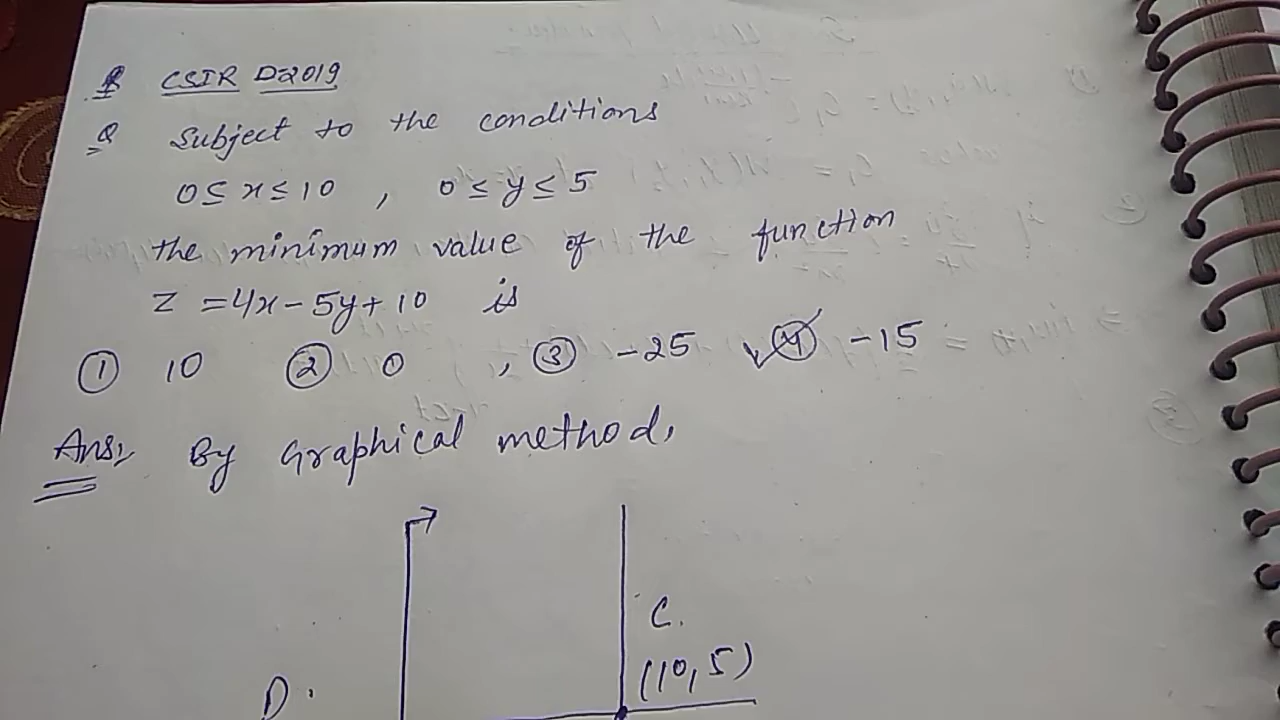 CSIR D2019
Q Subject to the conditions
0 ≤ x ≤ 10 , 0 ≤ y ≤ 5
the minimum value of the function
Z = 4x - 5y + 10 is
① 10 ② 0 , ③ -25 ④ -15
Ans, By Graphical method,
C.
(10, 5)
D.